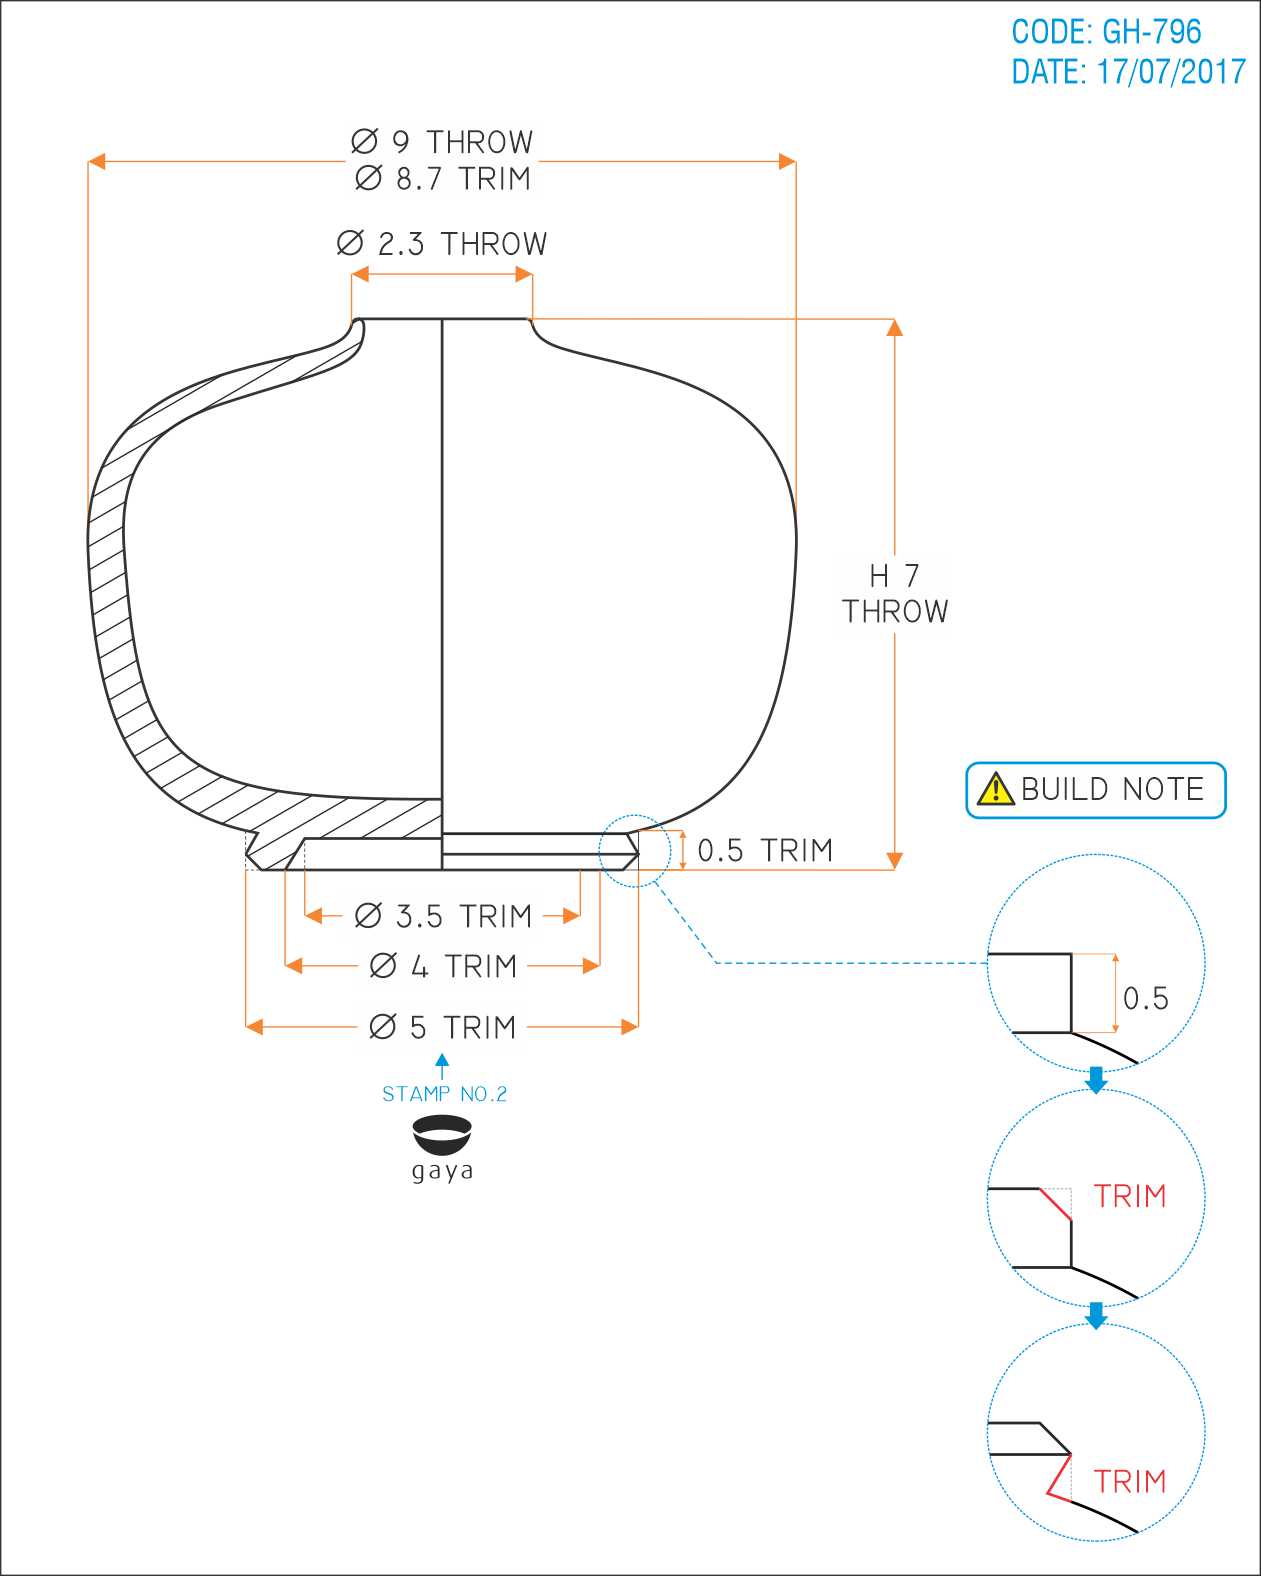 CODE: GH-796
DATE: 17/07/2017
Ø 9 THROW
Ø 8.7 TRIM
Ø 2.3 THROW
H 7
THROW
BUILD NOTE
0.5 TRIM
Ø 3.5 TRIM
Ø 4 TRIM
Ø 5 TRIM
STAMP NO.2
gaya
0.5
TRIM
TRIM